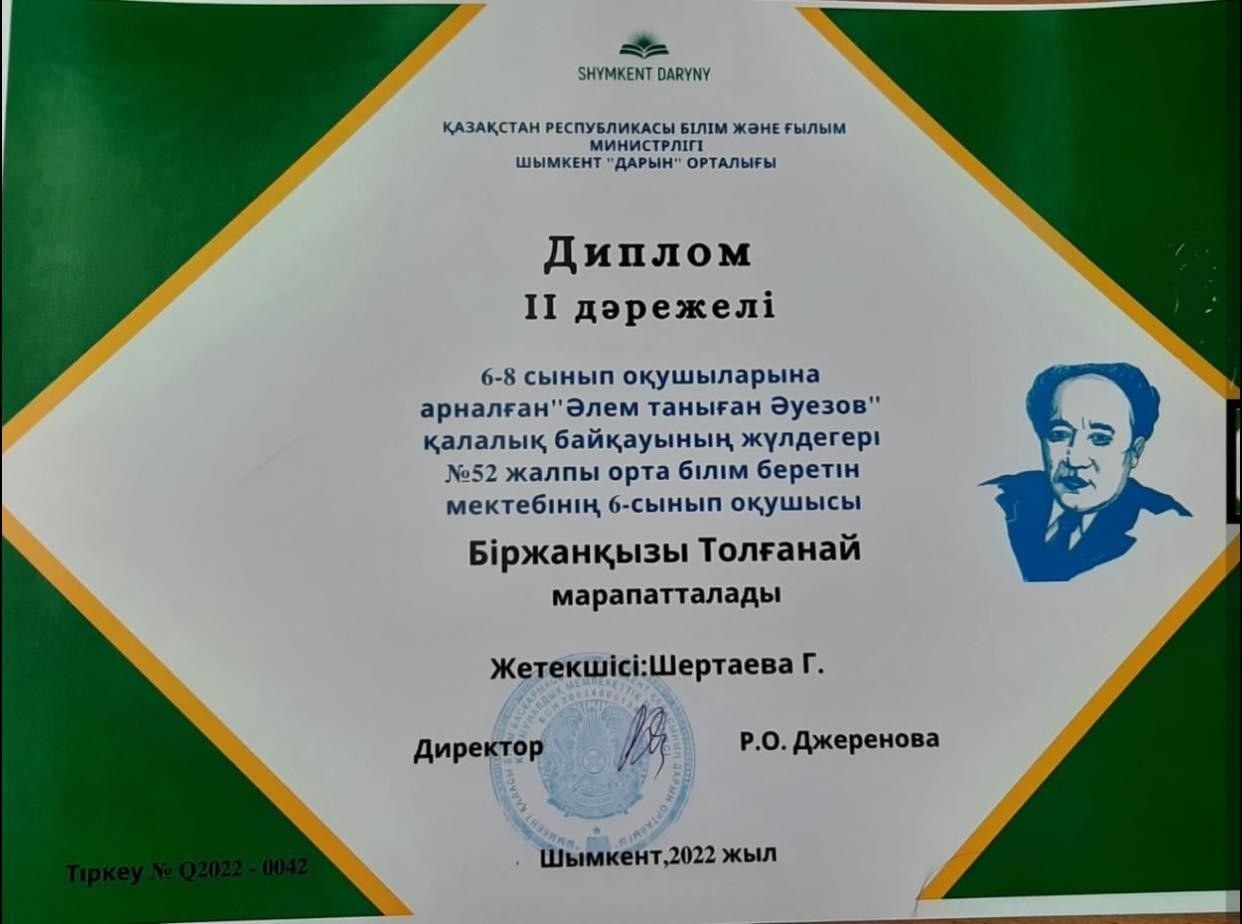 SHYMKENT DARYNY
ҚАЗАҚСТАН РЕСПУБЛИКАСЫ БІЛІМ ЖӘНЕ ҒЫЛЫМ
МИНИСТРЛІГІ
ШЫМКЕНТ "ДАРЫН" ОРТАЛЫҒЫ
Диплом
II дәрежелі
6-8 сынып оқушыларына
арналған"Әлем таныған Әуезов"
қалалық байқауының жүлдегері
№52 жалпы орта білім беретін
мектебінің 6-сынып оқушысы
Біржанқызы Толғанай
марапатталады
Жетекшісі:Шертаева Г.
Директор
Р.О. Джеренова
Шымкент,2022 жыл
Тіркеу № Q2022 - 0042